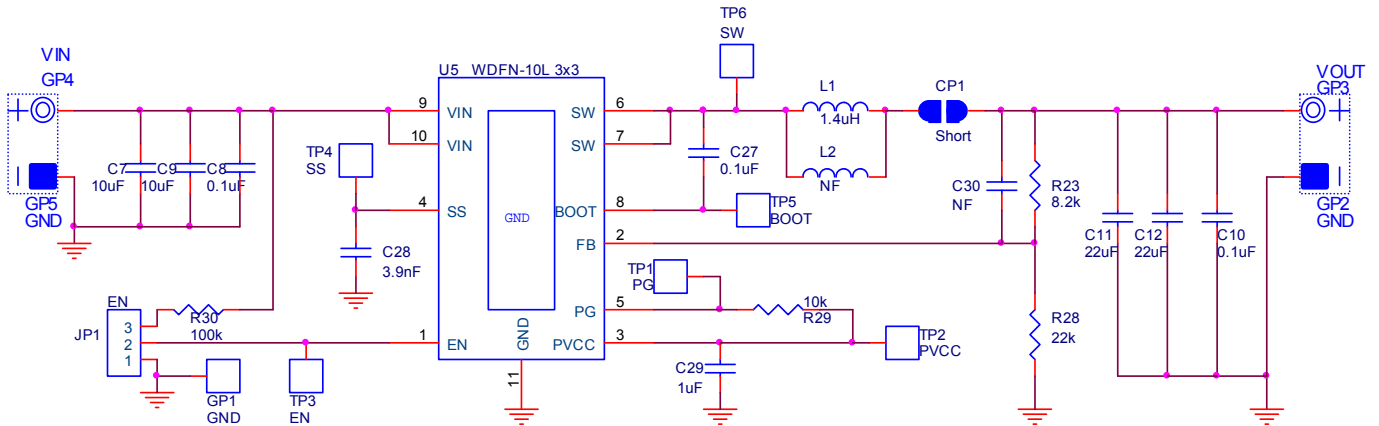 TP6
SW
VIN
GP4
U5 WDFN-10L 3x3
L1
1.4uH
CP1
Short
VOUT
GP3
+
+
9
VIN
6
SW
10
VIN
7
SW
TP4
SS
C7
10uF
C9
10uF
C8
0.1uF
C27
0.1uF
L2
NF
C30
NF
R23
8.2k
GP5
GND
GP2
GND
4
SS
GND
8
BOOT
TP5
BOOT
2
FB
C28
3.9nF
C11
22uF
C12
22uF
C10
0.1uF
TP1
PG
EN
JP1
3
2
1
R30
100k
5
PG
10k
R29
R28
22k
1
EN
GND
11
3
PVCC
TP2
PVCC
C29
1uF
GP1
GND
TP3
EN